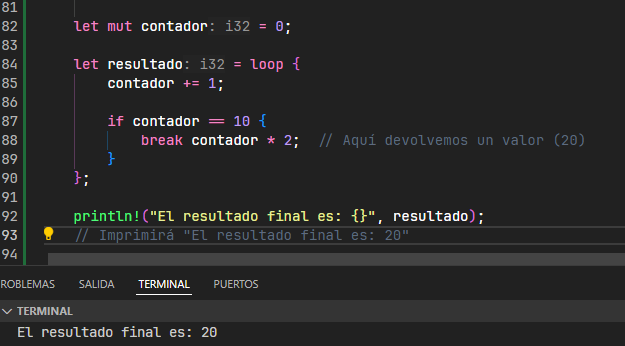 81
82 let mut contador: i32 = 0;
83
84 let resultado: i32 = loop {
85 contador += 1;
86
87 if contador == 10 {
88 break contador * 2; // Aquí devolvemos un valor (20)
89 }
90 };
91
92 println!("El resultado final es: {}", resultado);
93 // Imprimirá "El resultado final es: 20"
94
ROBLEMAS SALIDA TERMINAL PUERTOS
TERMINAL
El resultado final es: 20